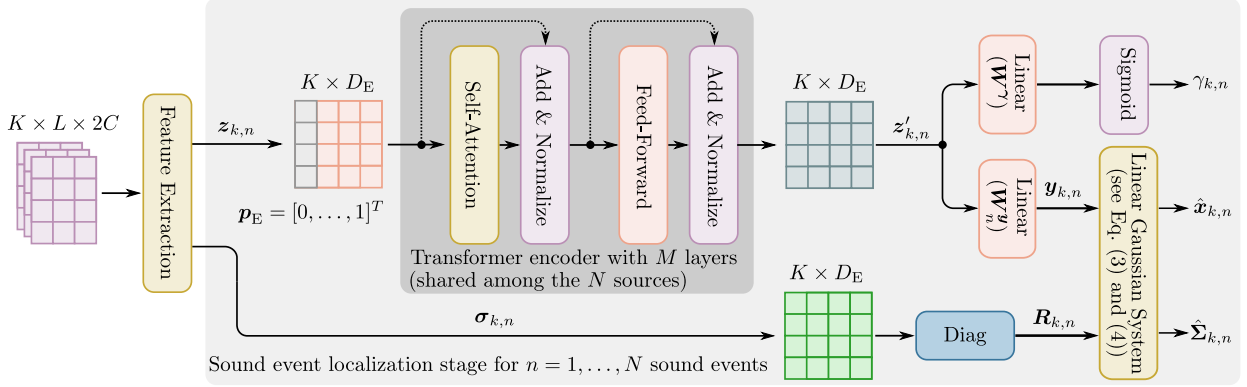 K × L × 2C
Feature Extraction
z_{k,n}
K × D_E
p_E = [0, . . . , 1]^T
Self-Attention
Add & Normalize
Feed-Forward
Add & Normalize
Transformer encoder with M layers
(shared among the N sources)
K × D_E
z′_{k,n}
Linear
(W^γ)
Sigmoid
γ_{k,n}
Linear
(W^y_n)
y_{k,n}
Linear Gaussian System
(see Eq. (3) and (4))
x̂_{k,n}
σ_{k,n}
K × D_E
Diag
R_{k,n}
Σ̂_{k,n}
Sound event localization stage for n = 1, . . . , N sound events